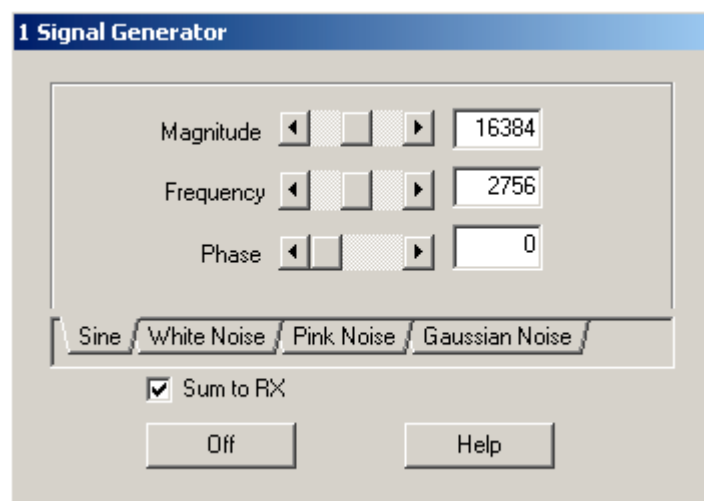 1 Signal Generator
Magnitude 16384
Frequency 2756
Phase 0
Sine White Noise Pink Noise Gaussian Noise
Sum to RX
Off Help